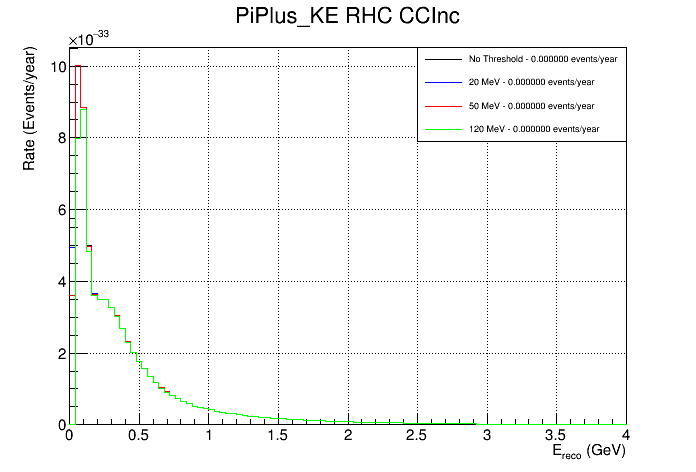 PiPlus_KE RHC CCInc
×10⁻³³
Rate (Events/year)
No Threshold - 0.000000 events/year
20 MeV - 0.000000 events/year
50 MeV - 0.000000 events/year
120 MeV - 0.000000 events/year
10
8
6
4
2
0
0 0.5 1 1.5 2 2.5 3 3.5 4
E_reco (GeV)